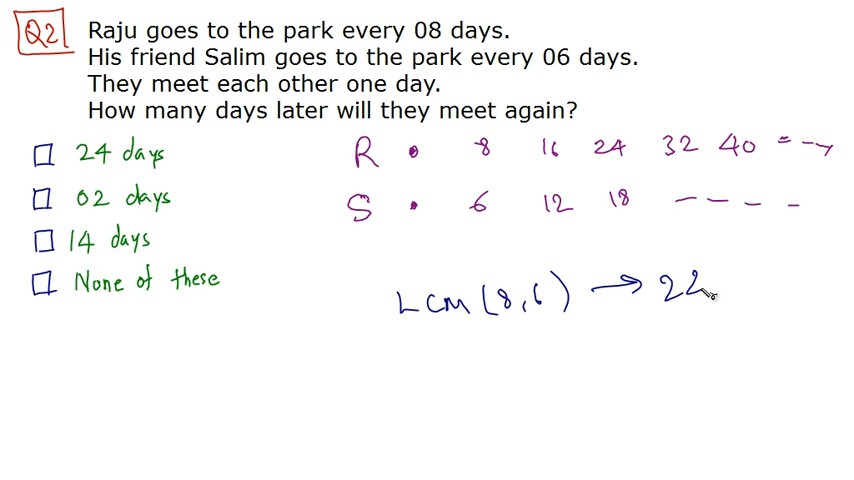 Q2
Raju goes to the park every 08 days.
His friend Salim goes to the park every 06 days.
They meet each other one day.
How many days later will they meet again?
24 days
02 days
14 days
None of these
R • 8 16 24 32 40
S • 6 12 18
LCM (8,6) → 24